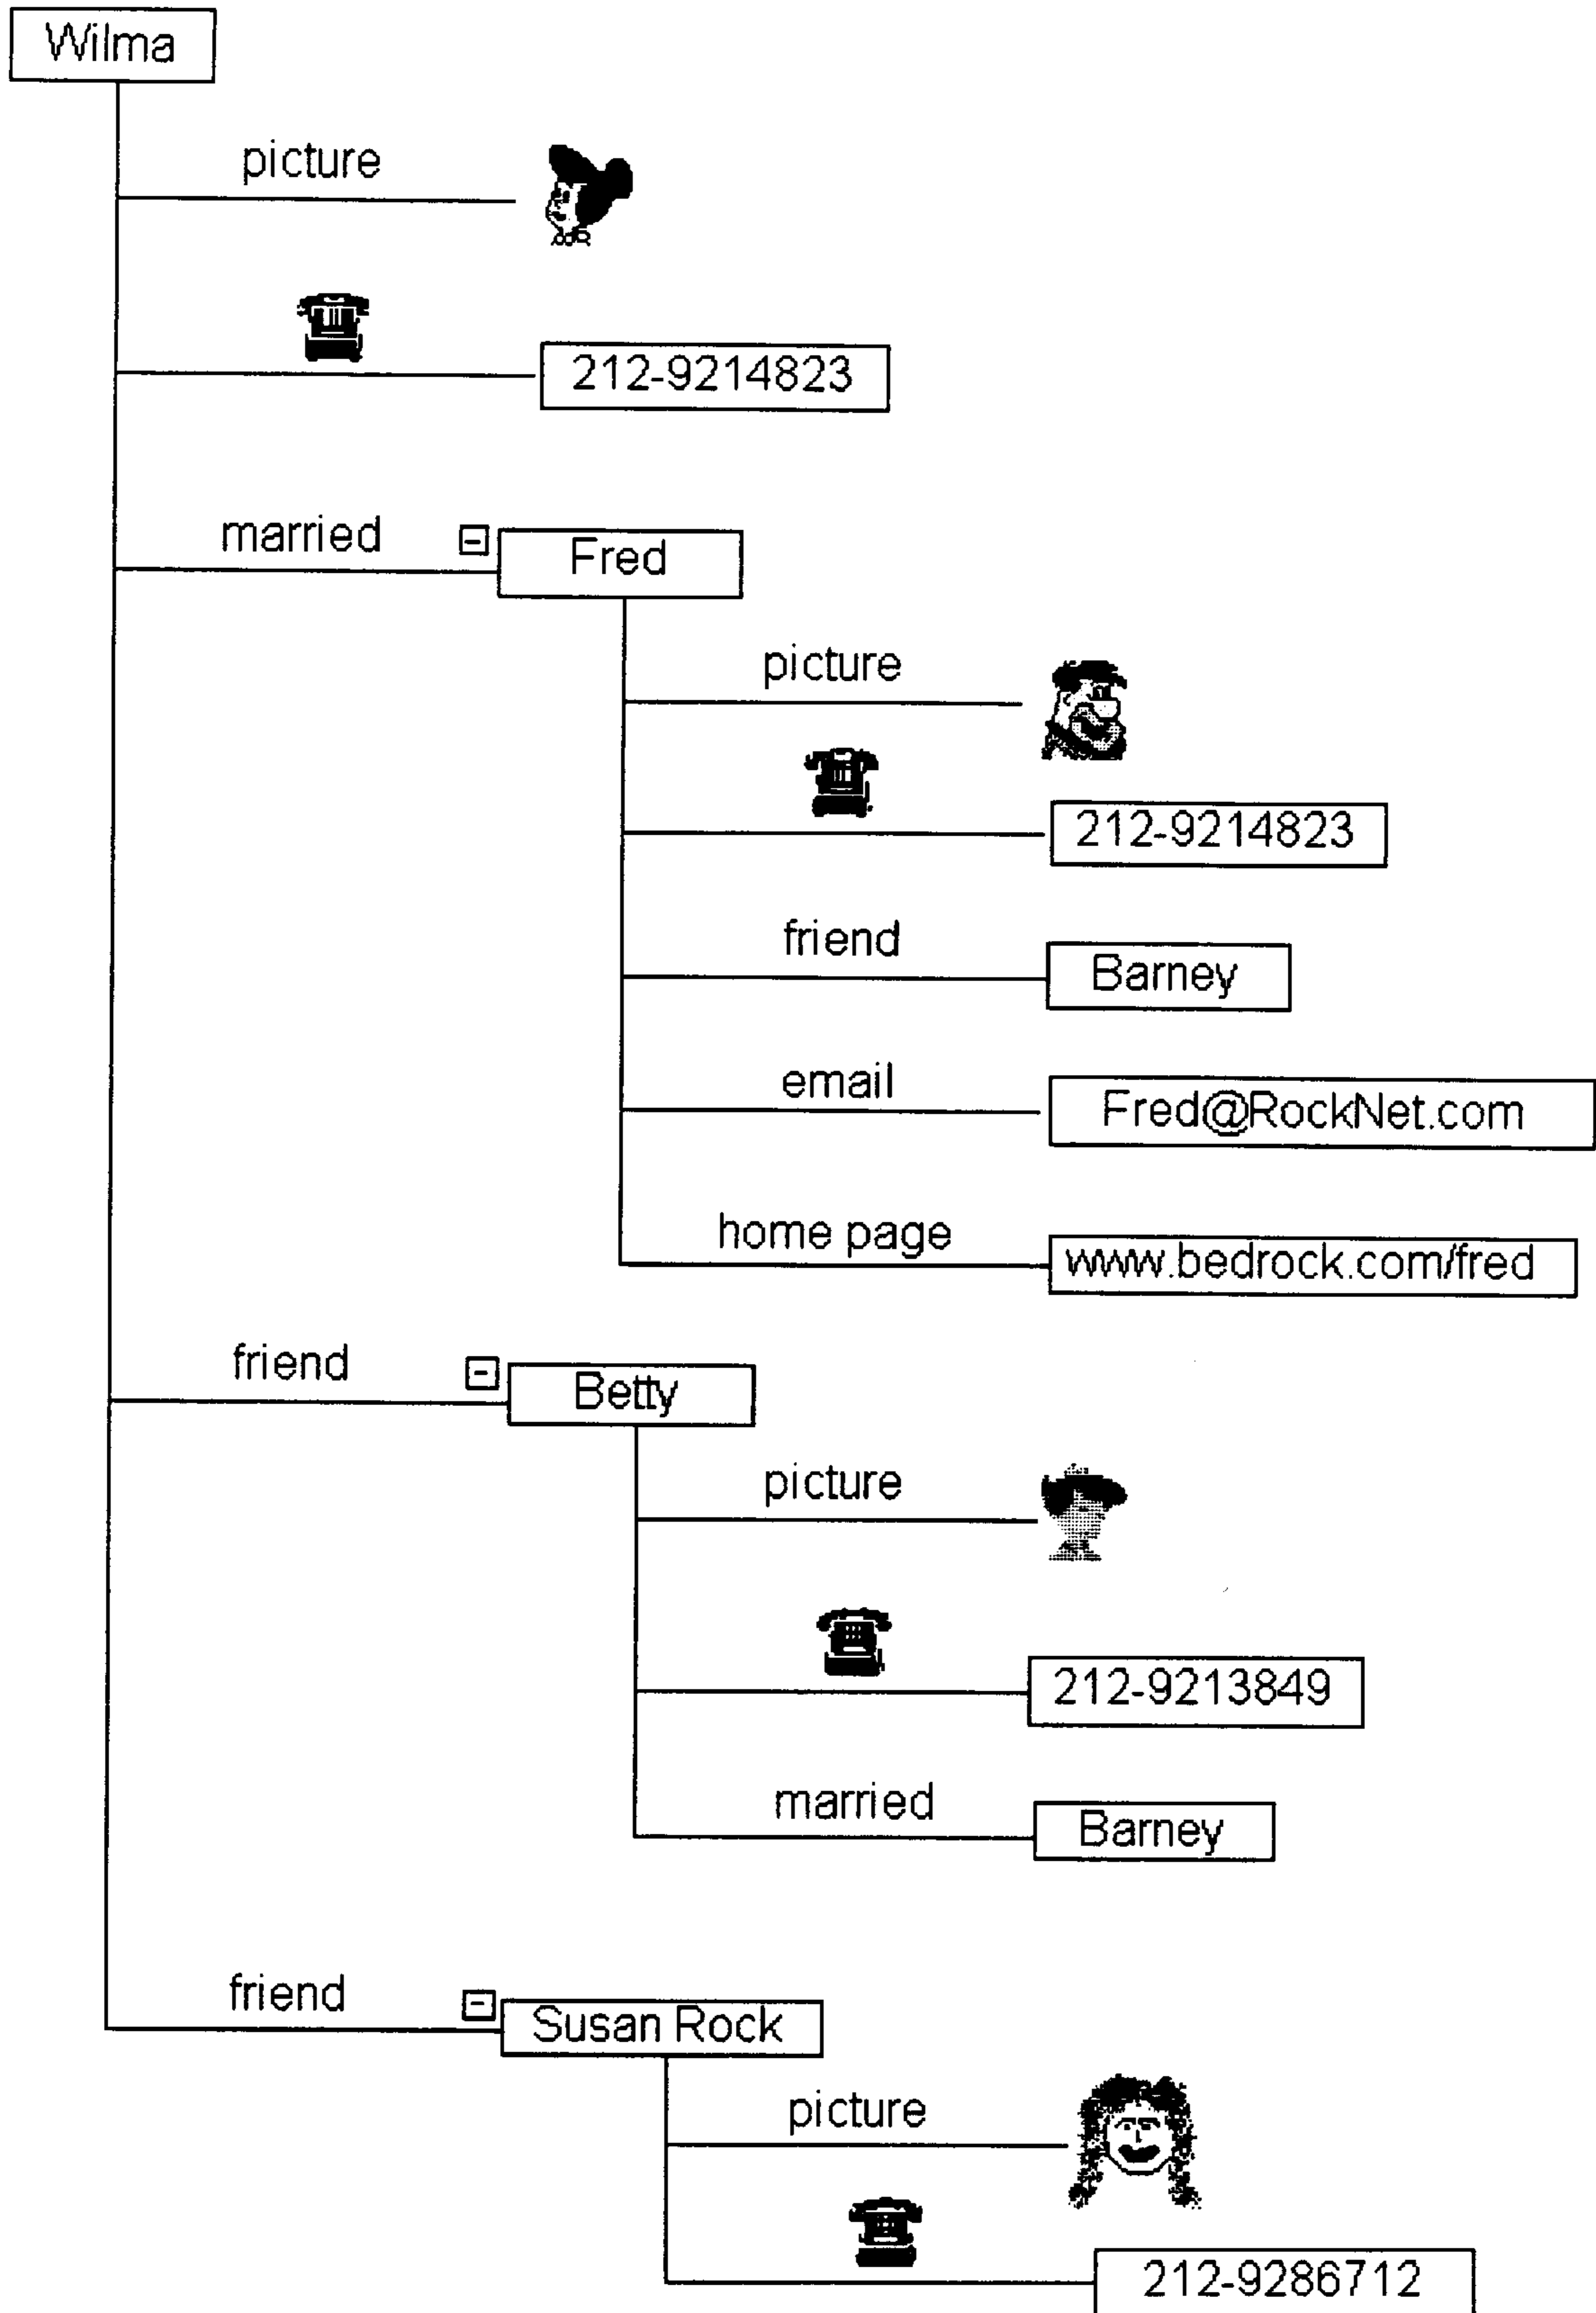 Wilma
picture
212-9214823
married
Fred
picture
212-9214823
friend
Barney
email
Fred@RockNet.com
home page
www.bedrock.com/fred
friend
Betty
picture
212-9213849
married
Barney
friend
Susan Rock
picture
212-9286712